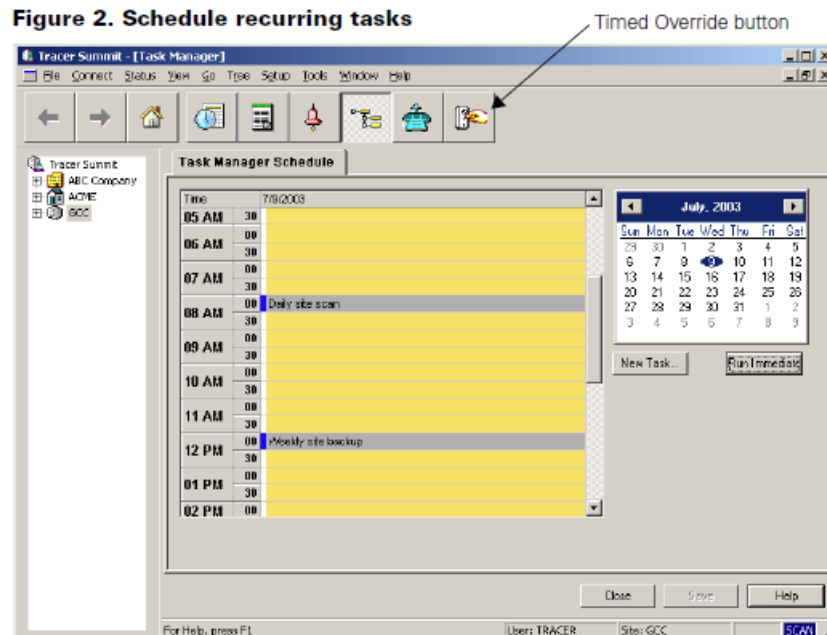 Figure 2. Schedule recurring tasks
Timed Override button
Tracer Summit - [Task Manager]
File Connect Status View Go Tree Setup Tools Window Help
Tracer Summit
ABC Company
ACME
GCC
Task Manager Schedule
Time 7/9/2003
05 AM 30
06 AM 00
30
07 AM 00
30
08 AM 00 Daily site scan
30
09 AM 00
30
10 AM 00
30
11 AM 00
30
12 PM 00 Weekly site backup
30
01 PM 00
30
02 PM 00
July, 2003
Sun Mon Tue Wed Thu Fri Sat
29 30 1 2 3 4 5
6 7 8 9 10 11 12
13 14 15 16 17 18 19
20 21 22 23 24 25 26
27 28 29 30 31 1 2
3 4 5 6 7 8 9
New Task... Run Immediate
Close Save Help
For Help, press F1 User: TRACER Site: GCC SCAN